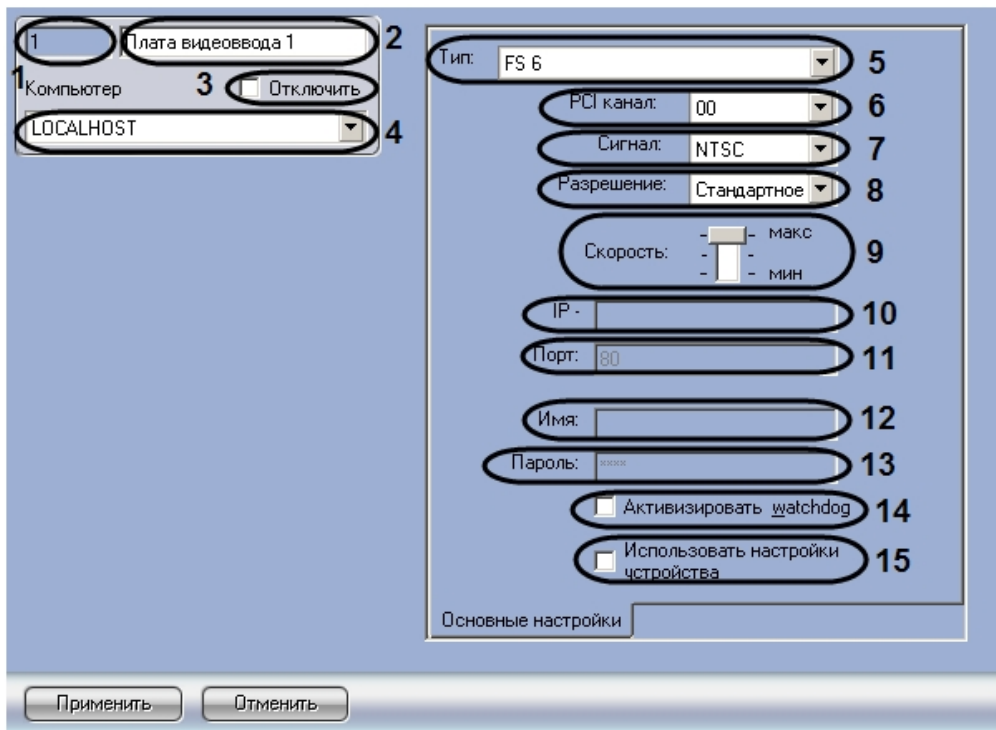 1 Плата видеоввода 1 2
1 Компьютер 3 Отключить
LOCALHOST 4
Тип: FS 6 5
PCI канал: 00 6
Сигнал: NTSC 7
Разрешение: Стандартное 8
- - макс
Скорость: - - 9
- - мин
IP - 10
Порт: 80 11
Имя: 12
Пароль: **** 13
Активизировать watchdog 14
Использовать настройки
устройства 15
Основные настройки
Применить Отменить